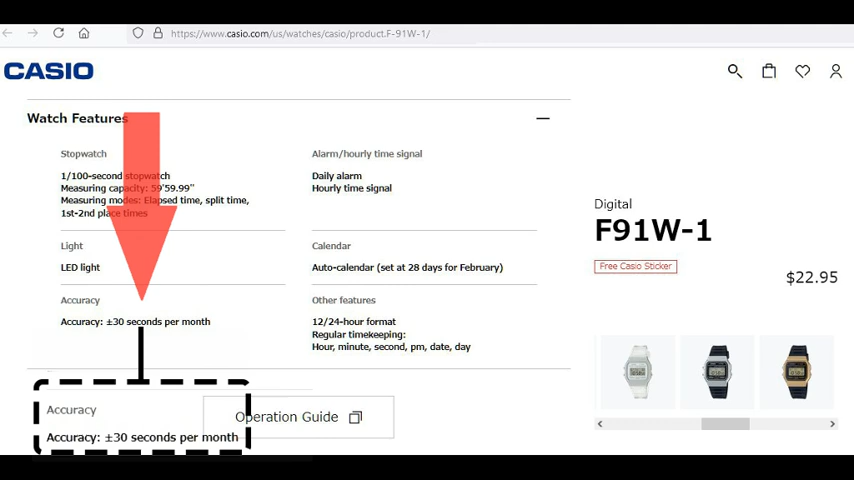 https://www.casio.com/us/watches/casio/product.F-91W-1/
CASIO
Watch Features
Stopwatch
1/100-second stopwatch
Measuring capacity: 59'59.99"
Measuring modes: Elapsed time, split time,
1st-2nd place times
Alarm/hourly time signal
Daily alarm
Hourly time signal
Light
LED light
Calendar
Auto-calendar (set at 28 days for February)
Accuracy
Accuracy: ±30 seconds per month
Other features
12/24-hour format
Regular timekeeping:
Hour, minute, second, pm, date, day
Digital
F91W-1
Free Casio Sticker
$22.95
Accuracy
Accuracy: ±30 seconds per month
Operation Guide